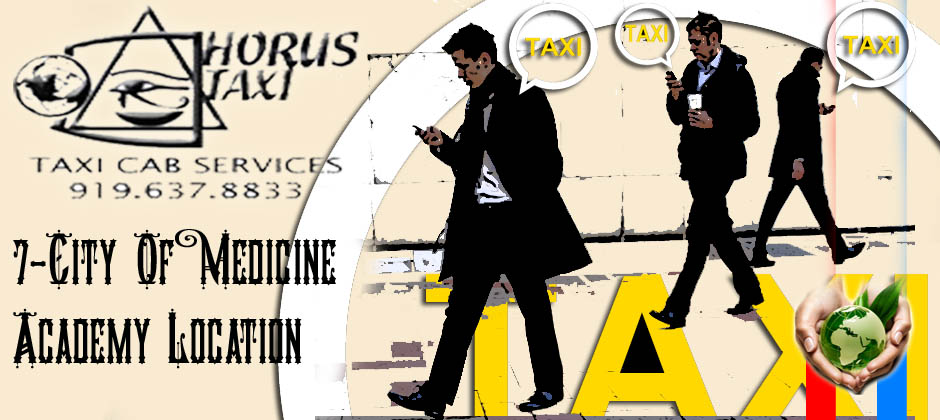 HORUS
TAXI
TAXI CAB SERVICES
919.637.8833
7-City Of Medicine
Academy Location
TAXI
TAXI
TAXI
TAXI